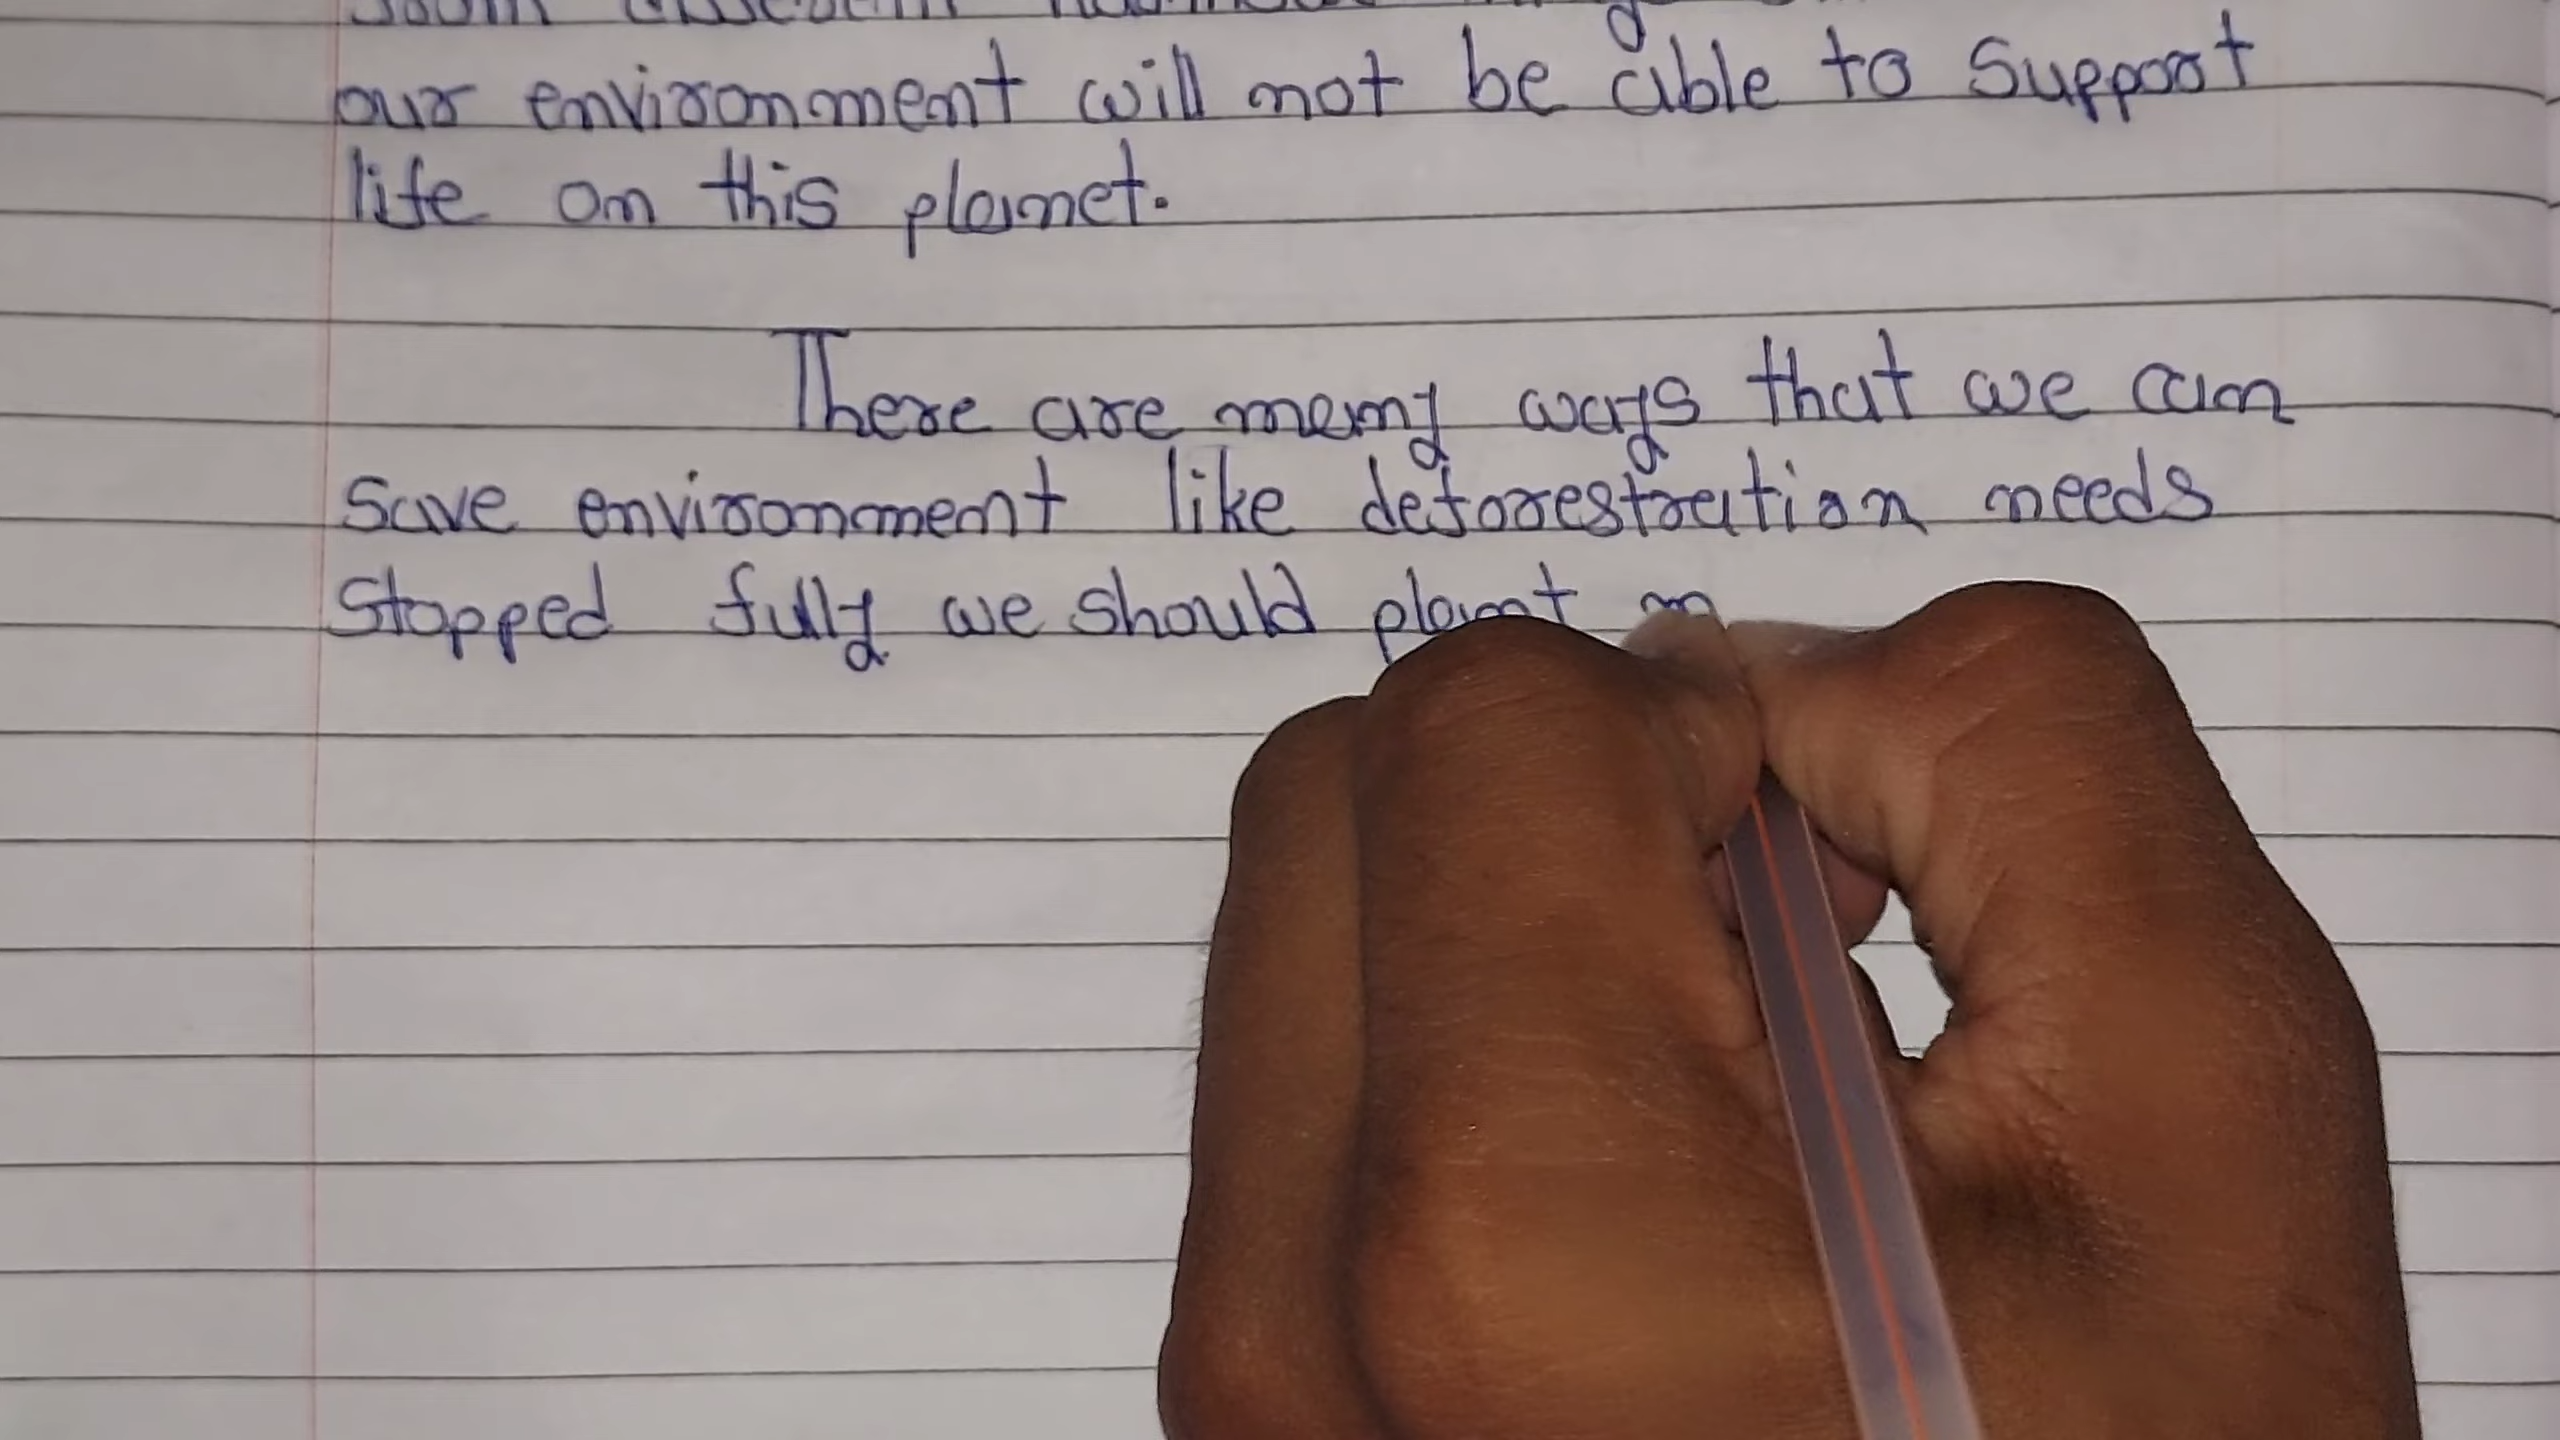 our environment will not be able to support
life on this planet.
There are many ways that we can
Save environment like deforestration needs
Stopped fully we should plant m